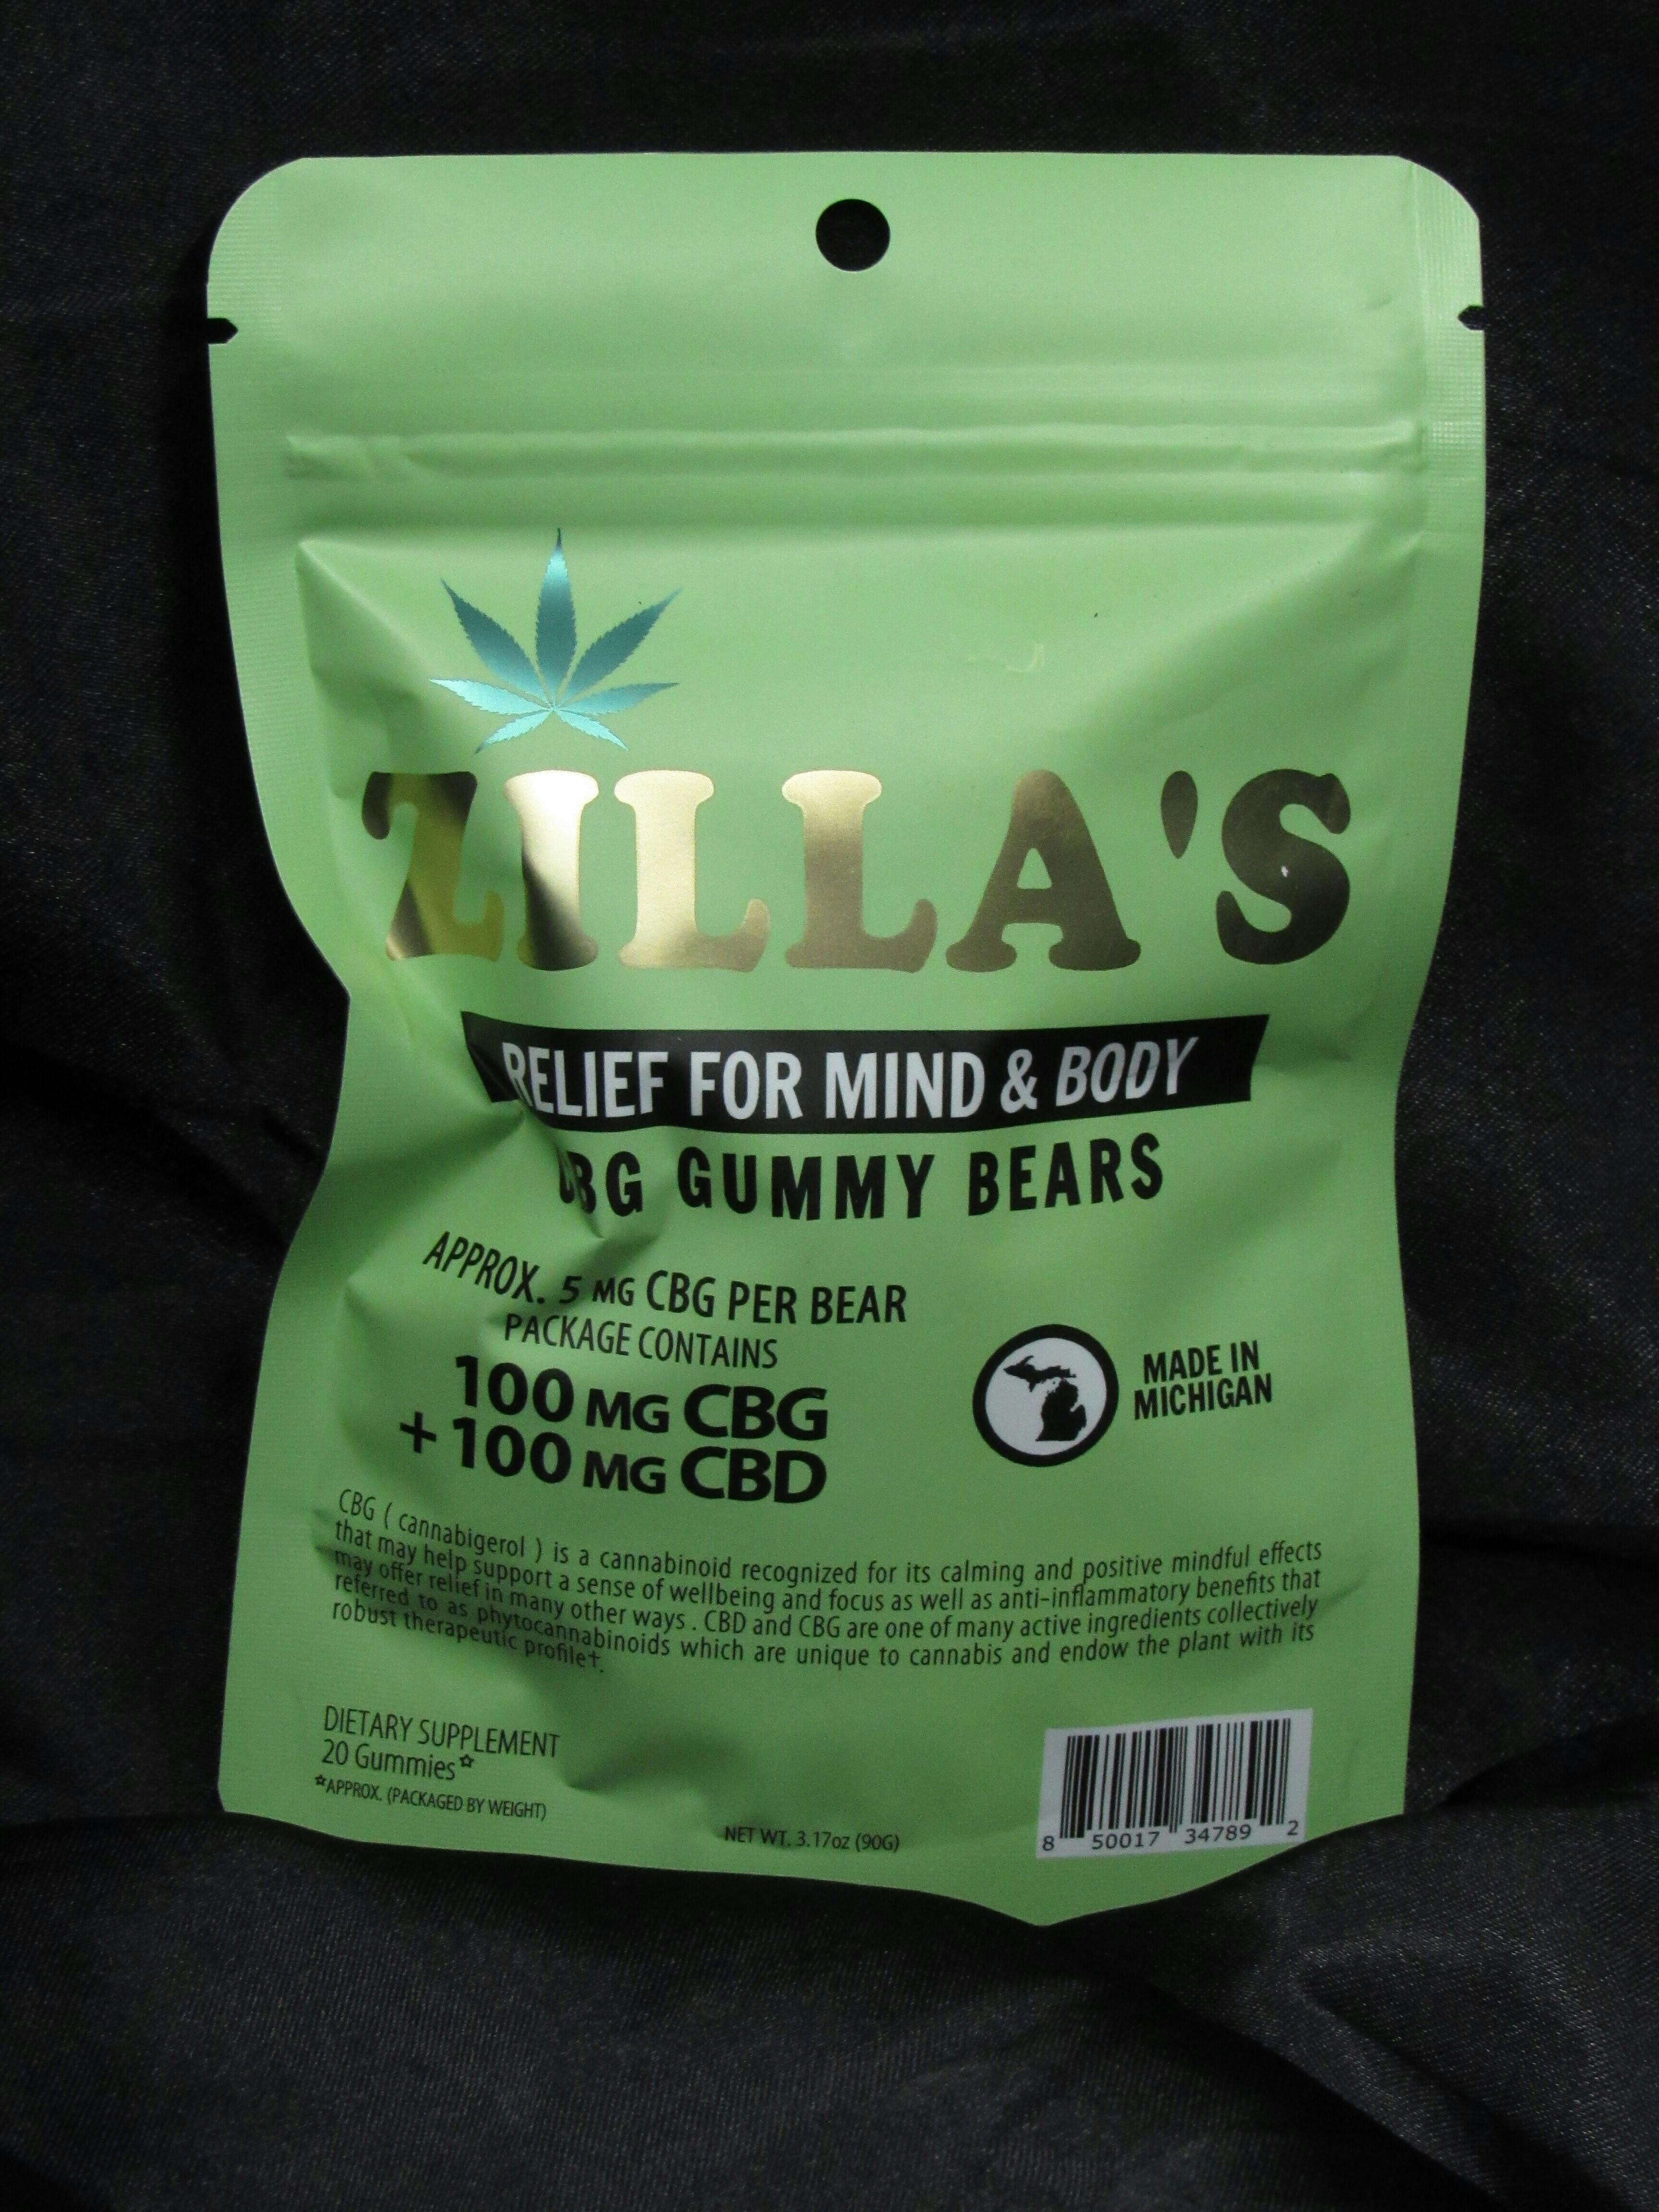 ZILLA'S
RELIEF FOR MIND & BODY
CBG GUMMY BEARS
APPROX. 5 MG CBG PER BEAR
PACKAGE CONTAINS
100 MG CBG
+ 100 MG CBD
MADE IN
MICHIGAN
CBG ( cannabigerol ) is a cannabinoid recognized for its calming and positive mindful effects
that may help support a sense of wellbeing and focus as well as anti-inflammatory benefits that
may offer relief in many other ways . CBD and CBG are one of many active ingredients collectively
referred to as phytocannabinoids which are unique to cannabis and endow the plant with its
robust therapeutic profile†.
DIETARY SUPPLEMENT
20 Gummies☆
☆APPROX. (PACKAGED BY WEIGHT)
NET WT. 3.17oz (90G)
8 50017 34789 2